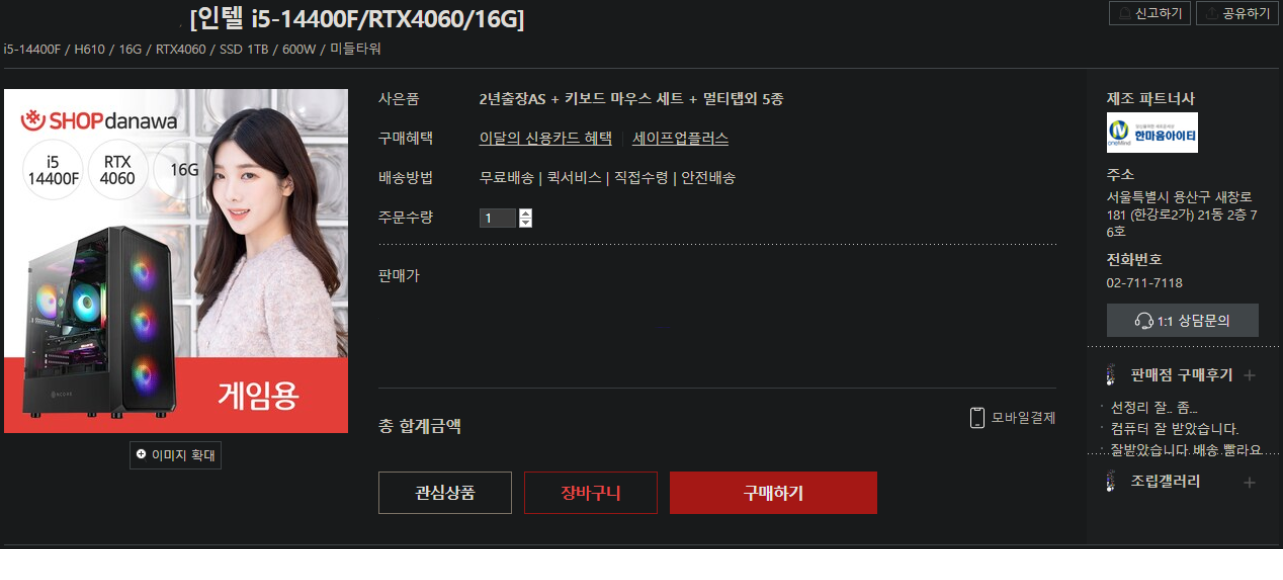 [인텔 i5-14400F/RTX4060/16G]
신고하기
공유하기
i5-14400F / H610 / 16G / RTX4060 / SSD 1TB / 600W / 미들타워
SHOPdanawa
i5
14400F
RTX
4060
16G
게임용
이미지 확대
사은품 2년출장AS + 키보드 마우스 세트 + 멀티탭외 5종
구매혜택 이달의 신용카드 혜택 | 세이프업플러스
배송방법 무료배송 | 퀵서비스 | 직접수령 | 안전배송
주문수량 1
판매가
총 합계금액
모바일결제
관심상품
장바구니
구매하기
제조 파트너사
한마음아이티
주소
서울특별시 용산구 새창로
181 (한강로2가) 21동 2층 7
6호
전화번호
02-711-7118
1:1 상담문의
판매점 구매후기 +
· 선정리 잘.. 좀...
· 컴퓨터 잘 받았습니다.
· 잘받았습니다 배송 빨라요
조립갤러리 +